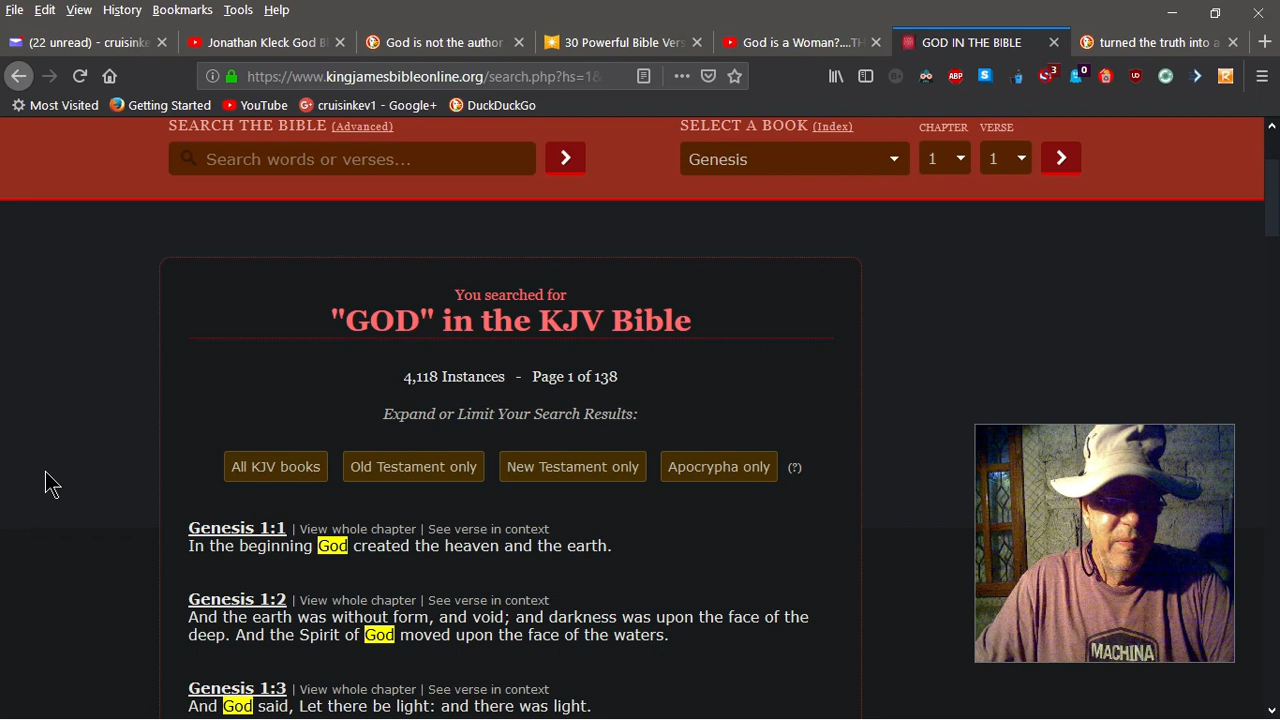 File Edit View History Bookmarks Tools Help
(22 unread) - cruisinke
Jonathan Kleck God B
God is not the author
30 Powerful Bible Vers
God is a Woman?....TH
GOD IN THE BIBLE
turned the truth into a
https://www.kingjamesbibleonline.org/search.php?hs=1&
ABP 3 0
Most Visited Getting Started YouTube cruisinkev1 - Google+ DuckDuckGo
SEARCH THE BIBLE (Advanced)
SELECT A BOOK (Index) CHAPTER VERSE
Search words or verses...
Genesis 1 1
You searched for
"GOD" in the KJV Bible
4,118 Instances - Page 1 of 138
Expand or Limit Your Search Results:
All KJV books Old Testament only New Testament only Apocrypha only (?)
Genesis 1:1 | View whole chapter | See verse in context
In the beginning God created the heaven and the earth.
Genesis 1:2 | View whole chapter | See verse in context
And the earth was without form, and void; and darkness was upon the face of the
deep. And the Spirit of God moved upon the face of the waters.
Genesis 1:3 | View whole chapter | See verse in context
And God said, Let there be light: and there was light.
MACHINA